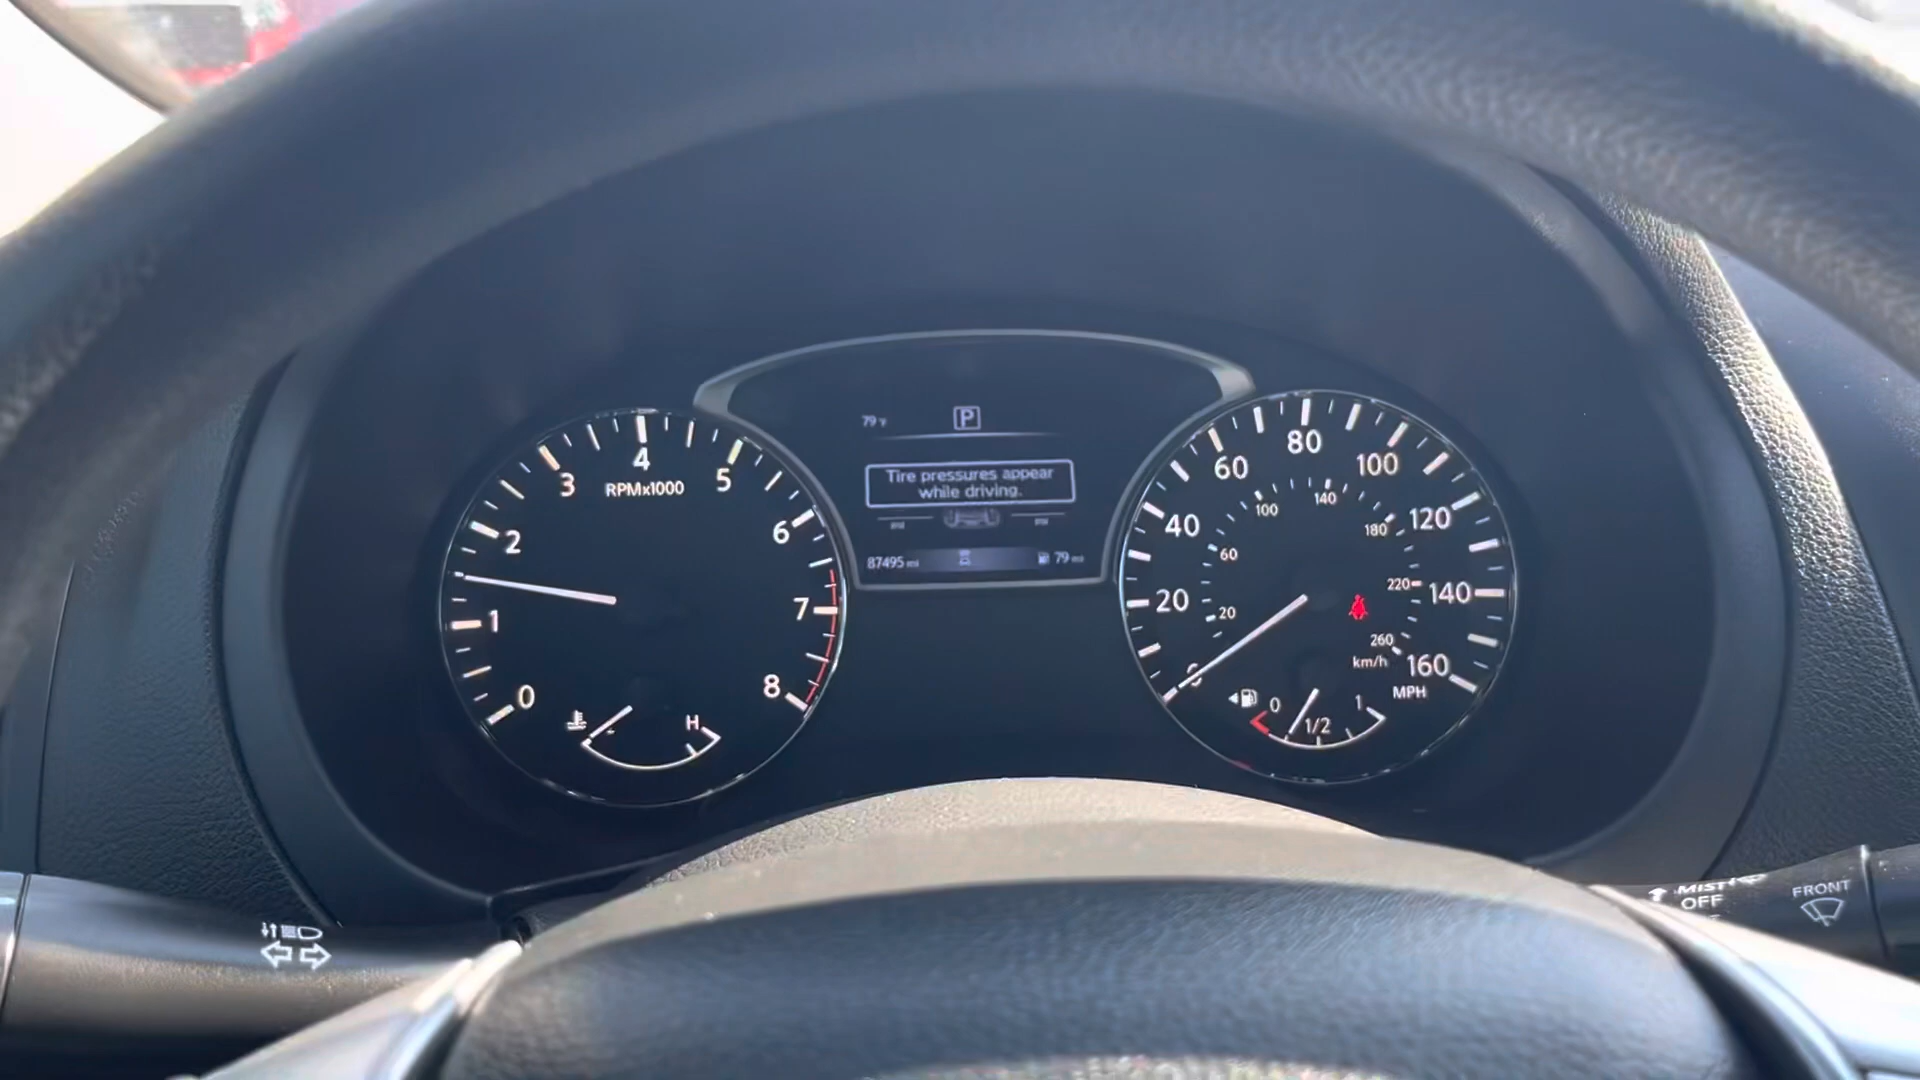 79°F
P
Tire pressures appear
while driving.
psi psi
87495 mi 79 mi
0 1 2 3 4 5 6 7 8
RPMx1000
H
20 40 60 80 100 120 140 160
MPH
20 60 100 140 180 220 260
km/h
0 1/2 1
MIST
OFF
FRONT